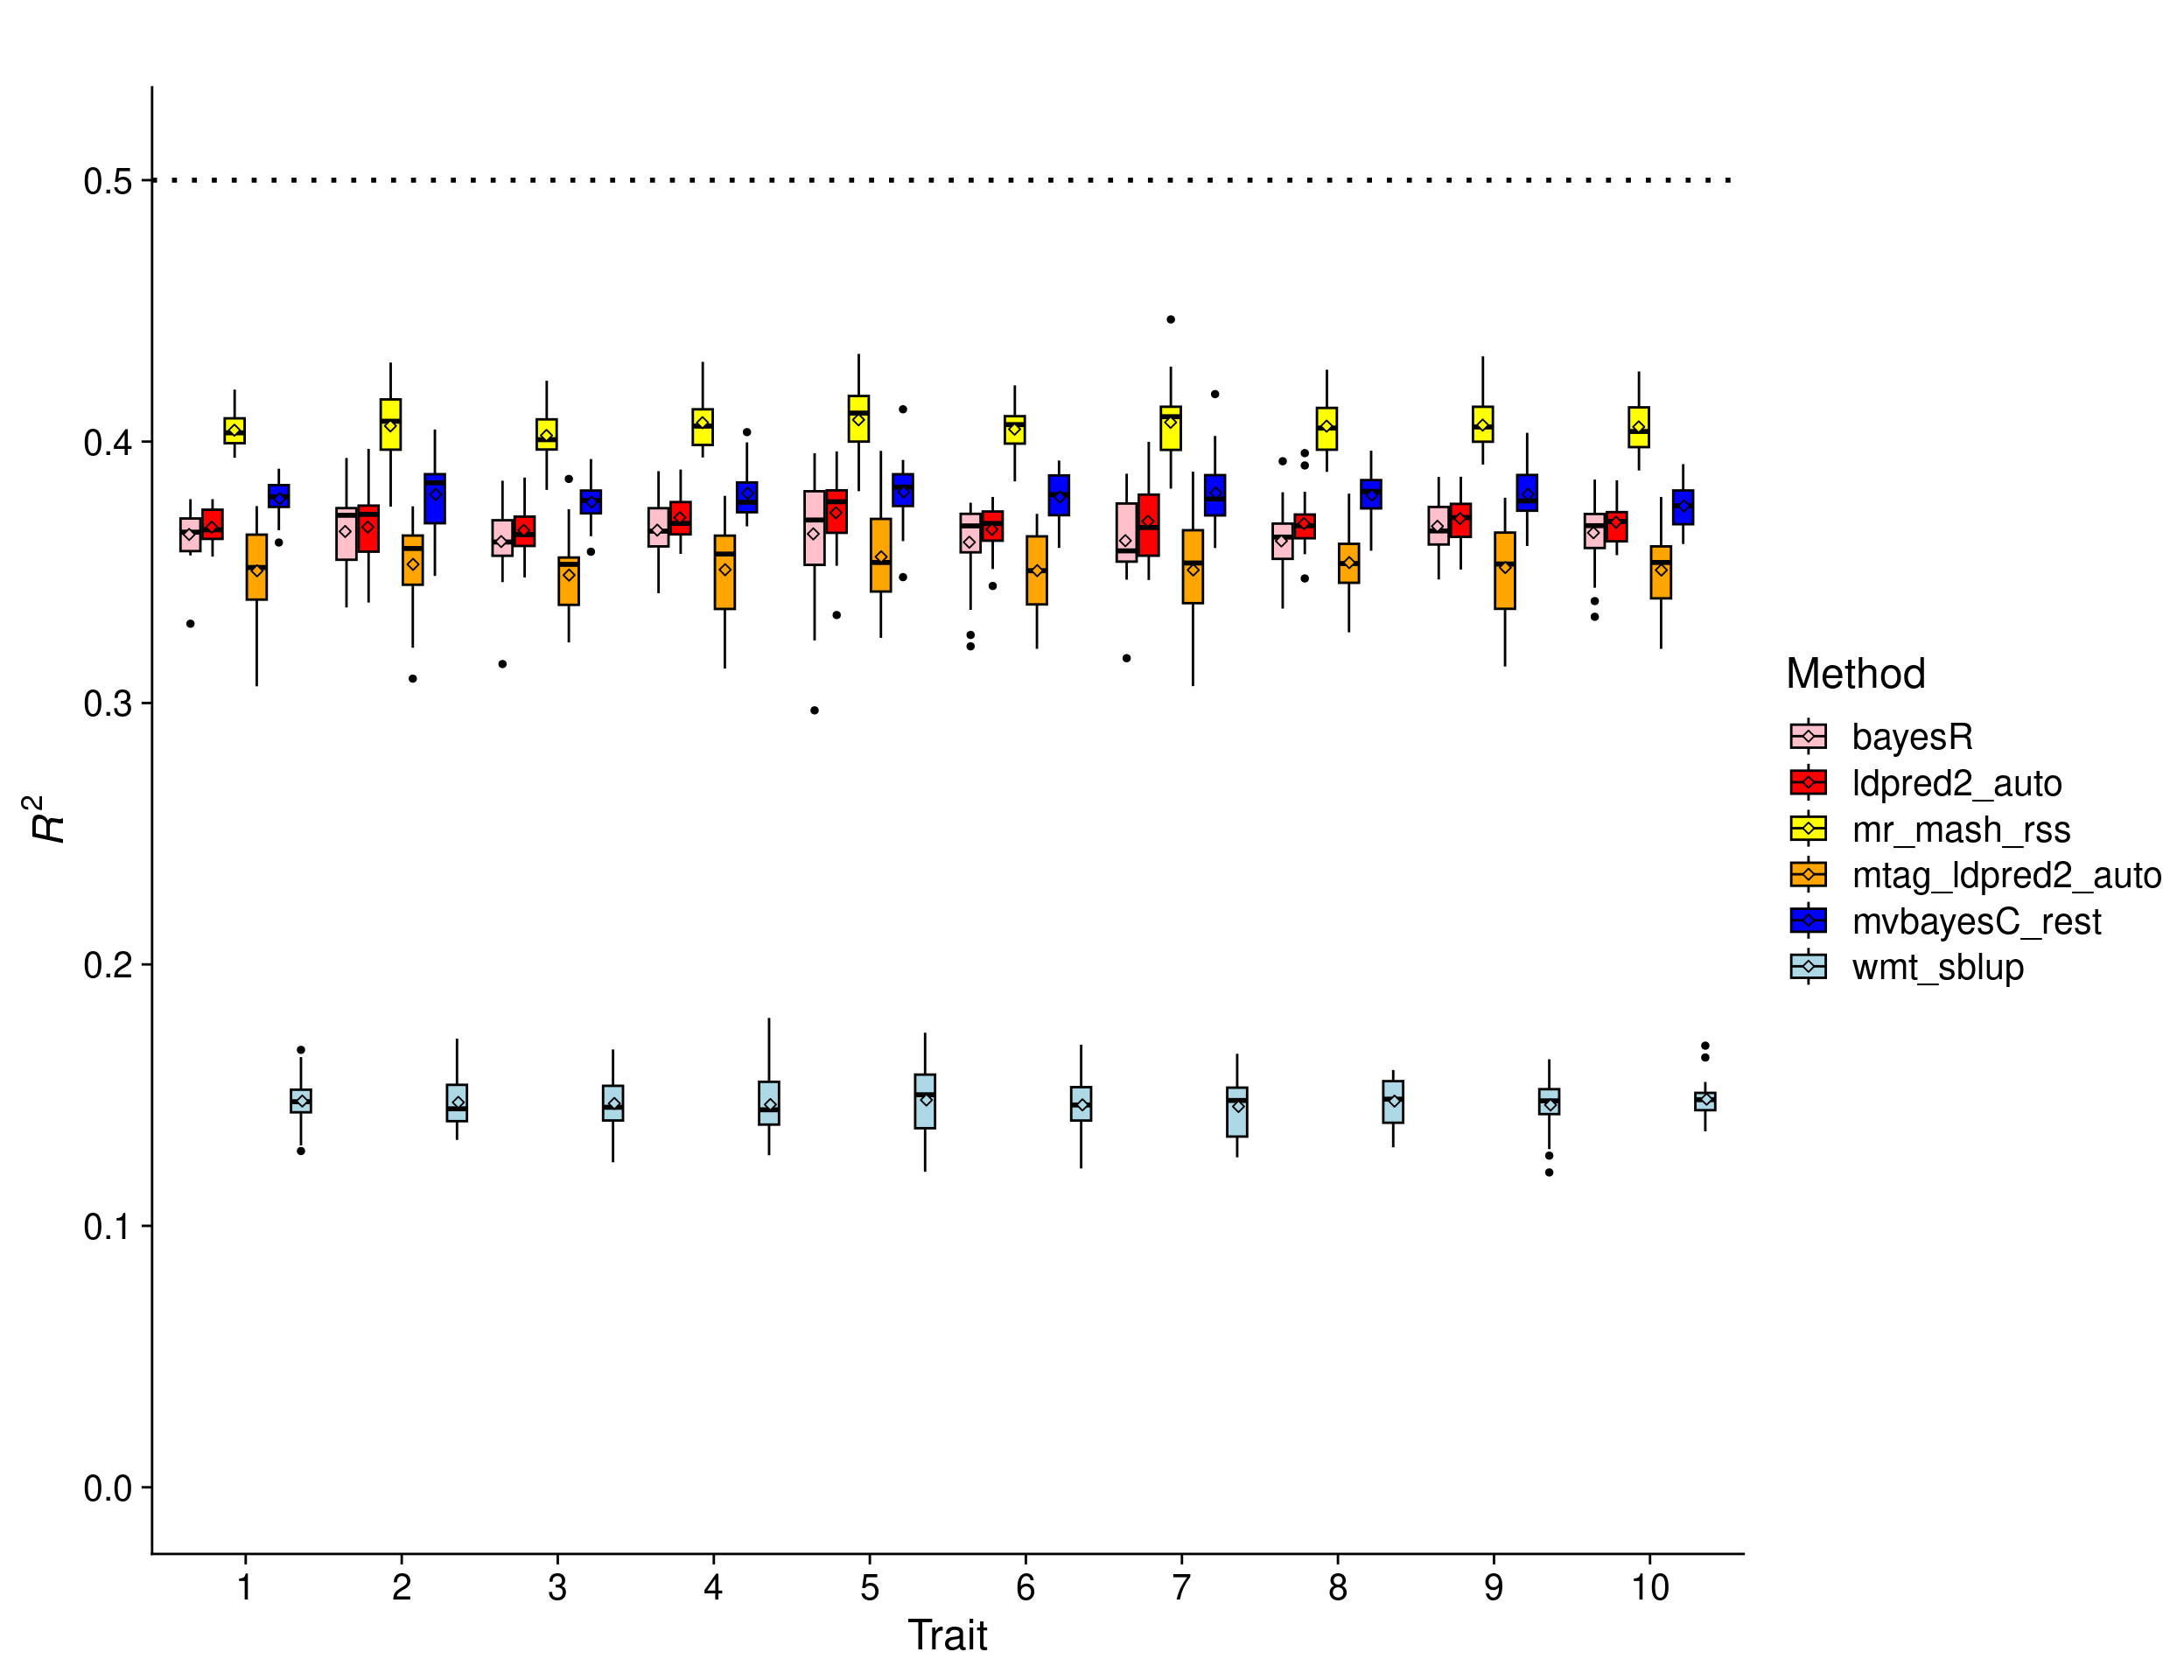 0.5
0.4
0.3
0.2
0.1
0.0
R²
1 2 3 4 5 6 7 8 9 10
Trait
Method
bayesR
ldpred2_auto
mr_mash_rss
mtag_ldpred2_auto
mvbayesC_rest
wmt_sblup